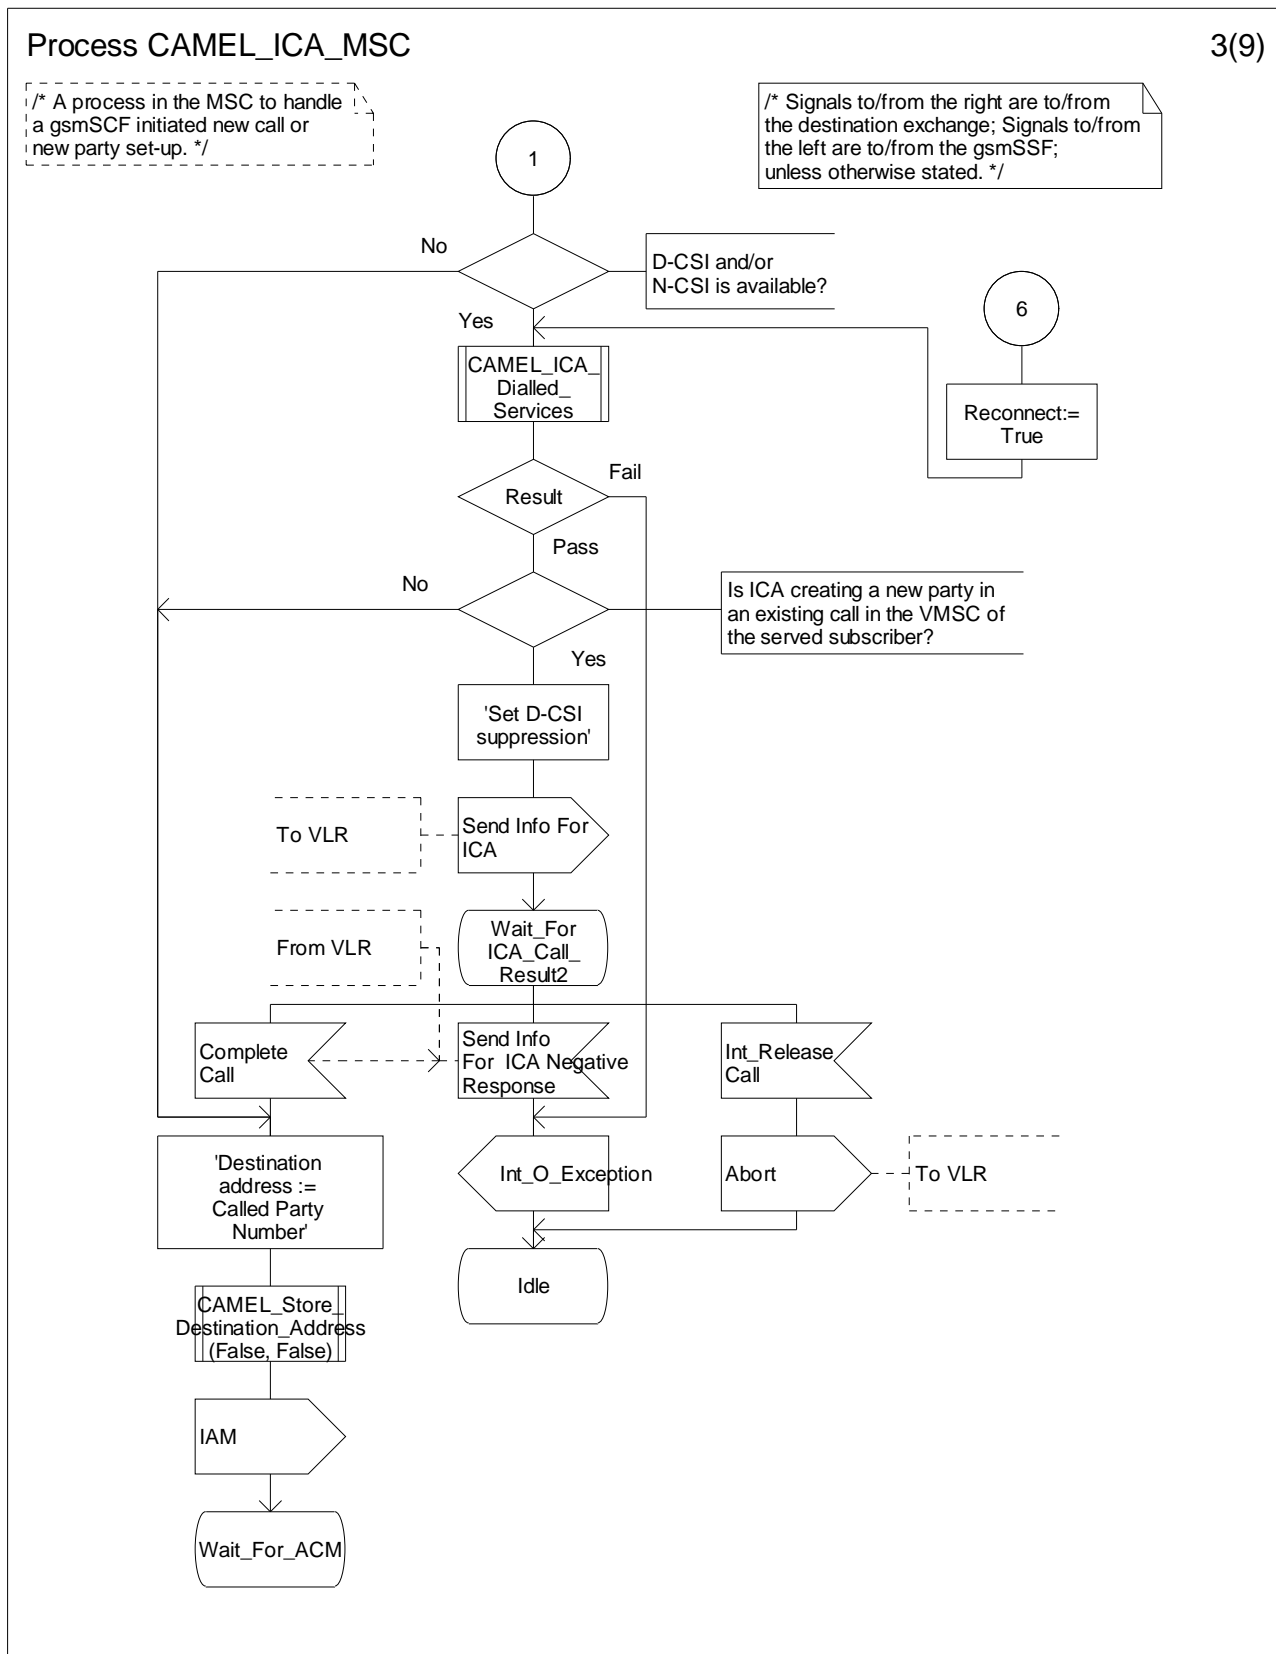 Process CAMEL_ICA_MSC
3(9)
/* A process in the MSC to handle
a gsmSCF initiated new call or
new party set-up. */
/* Signals to/from the right are to/from
the destination exchange; Signals to/from
the left are to/from the gsmSSF;
unless otherwise stated. */
1
No
D-CSI and/or
N-CSI is available?
6
Yes
CAMEL_ICA_
Dialled_
Services
Reconnect:=
True
Fail
Result
Pass
No
Is ICA creating a new party in
an existing call in the VMSC of
the served subscriber?
Yes
'Set D-CSI
suppression'
To VLR
Send Info For
ICA
From VLR
Wait_For
ICA_Call_
Result2
Complete
Call
Send Info
For ICA Negative
Response
Int_Release
Call
'Destination
address :=
Called Party
Number'
Int_O_Exception
Abort
To VLR
Idle
CAMEL_Store_
Destination_Address
(False, False)
IAM
Wait_For_ACM